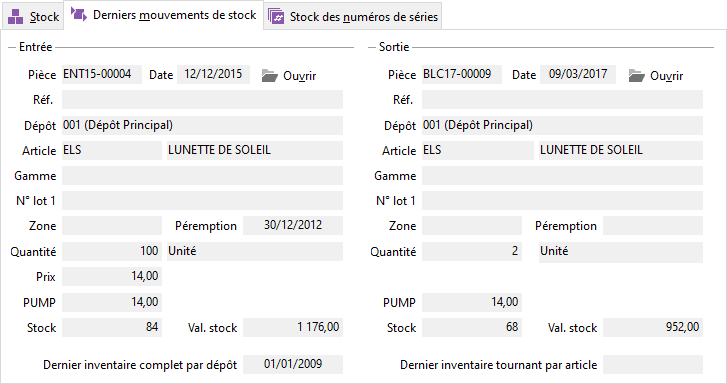 Stock Derniers mouvements de stock Stock des numéros de séries
Entrée
Pièce ENT15-00004 Date 12/12/2015 Ouvrir
Réf.
Dépôt 001 (Dépôt Principal)
Article ELS LUNETTE DE SOLEIL
Gamme
N° lot 1
Zone Péremption 30/12/2012
Quantité 100 Unité
Prix 14,00
PUMP 14,00
Stock 84 Val. stock 1 176,00
Dernier inventaire complet par dépôt 01/01/2009
Sortie
Pièce BLC17-00009 Date 09/03/2017 Ouvrir
Réf.
Dépôt 001 (Dépôt Principal)
Article ELS LUNETTE DE SOLEIL
Gamme
N° lot 1
Zone Péremption
Quantité 2 Unité
PUMP 14,00
Stock 68 Val. stock 952,00
Dernier inventaire tournant par article